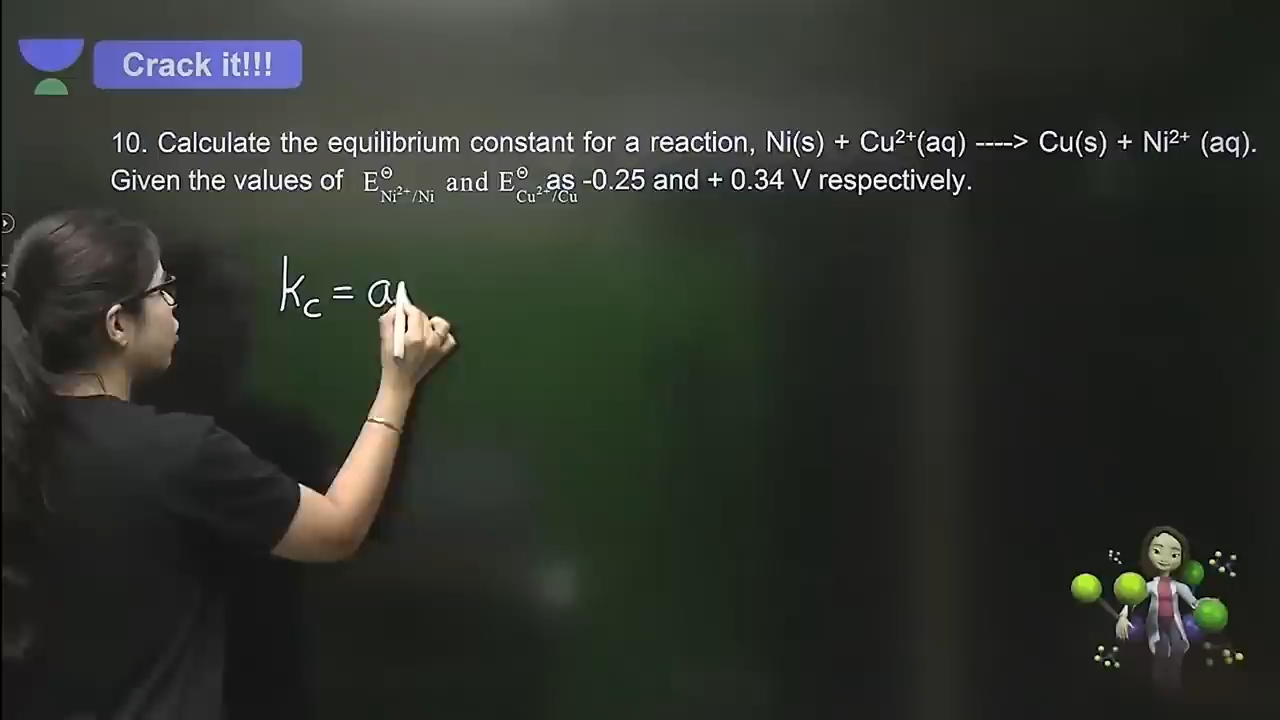 Crack it!!!
10. Calculate the equilibrium constant for a reaction, Ni(s) + Cu²⁺(aq) ----> Cu(s) + Ni²⁺ (aq).
Given the values of E⊖Ni²⁺/Ni and E⊖Cu²⁺/Cu as -0.25 and + 0.34 V respectively.
kc = a